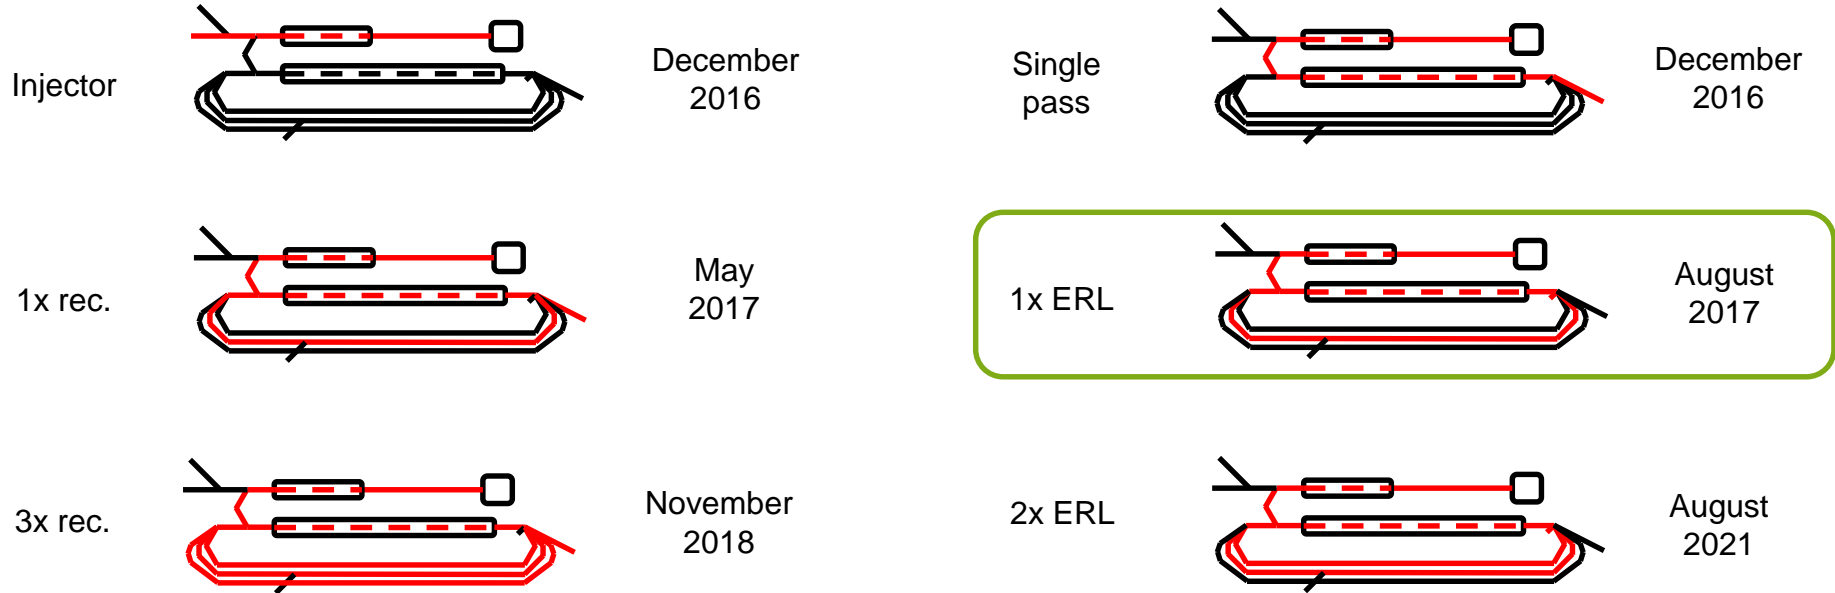 Injector
December
2016
Single
pass
December
2016
1x rec.
May
2017
1x ERL
August
2017
3x rec.
November
2018
2x ERL
August
2021